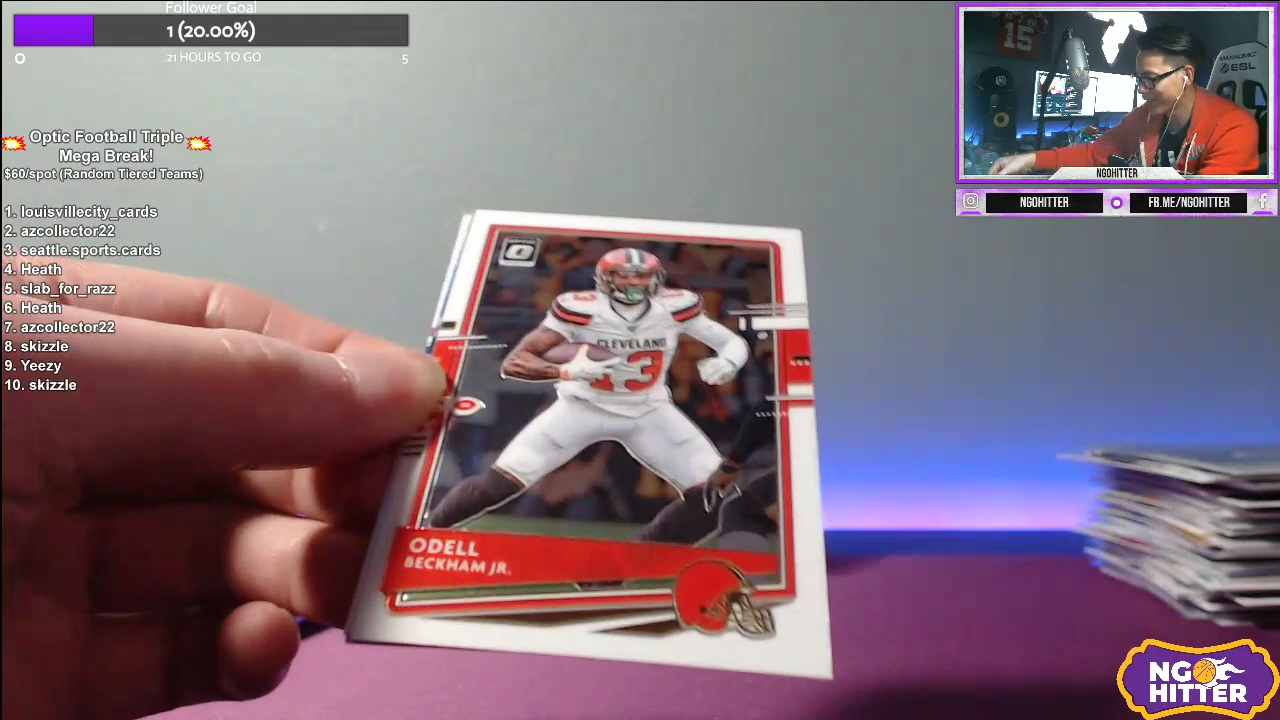 Follower Goal
1 (20.00%)
0
21 HOURS TO GO
5
Optic Football Triple
Mega Break!
$60/spot (Random Tiered Teams)
1. louisvillecity_cards
2. azcollector22
3. seattle.sports.cards
4. Heath
5. slab_for_razz
6. Heath
7. azcollector22
8. skizzle
9. Yeezy
10. skizzle
15
ESL
NGOHITTER
NGOHITTER
FB.ME/NGOHITTER
CLEVELAND
13
ODELL
BECKHAM JR.
NGO
HITTER